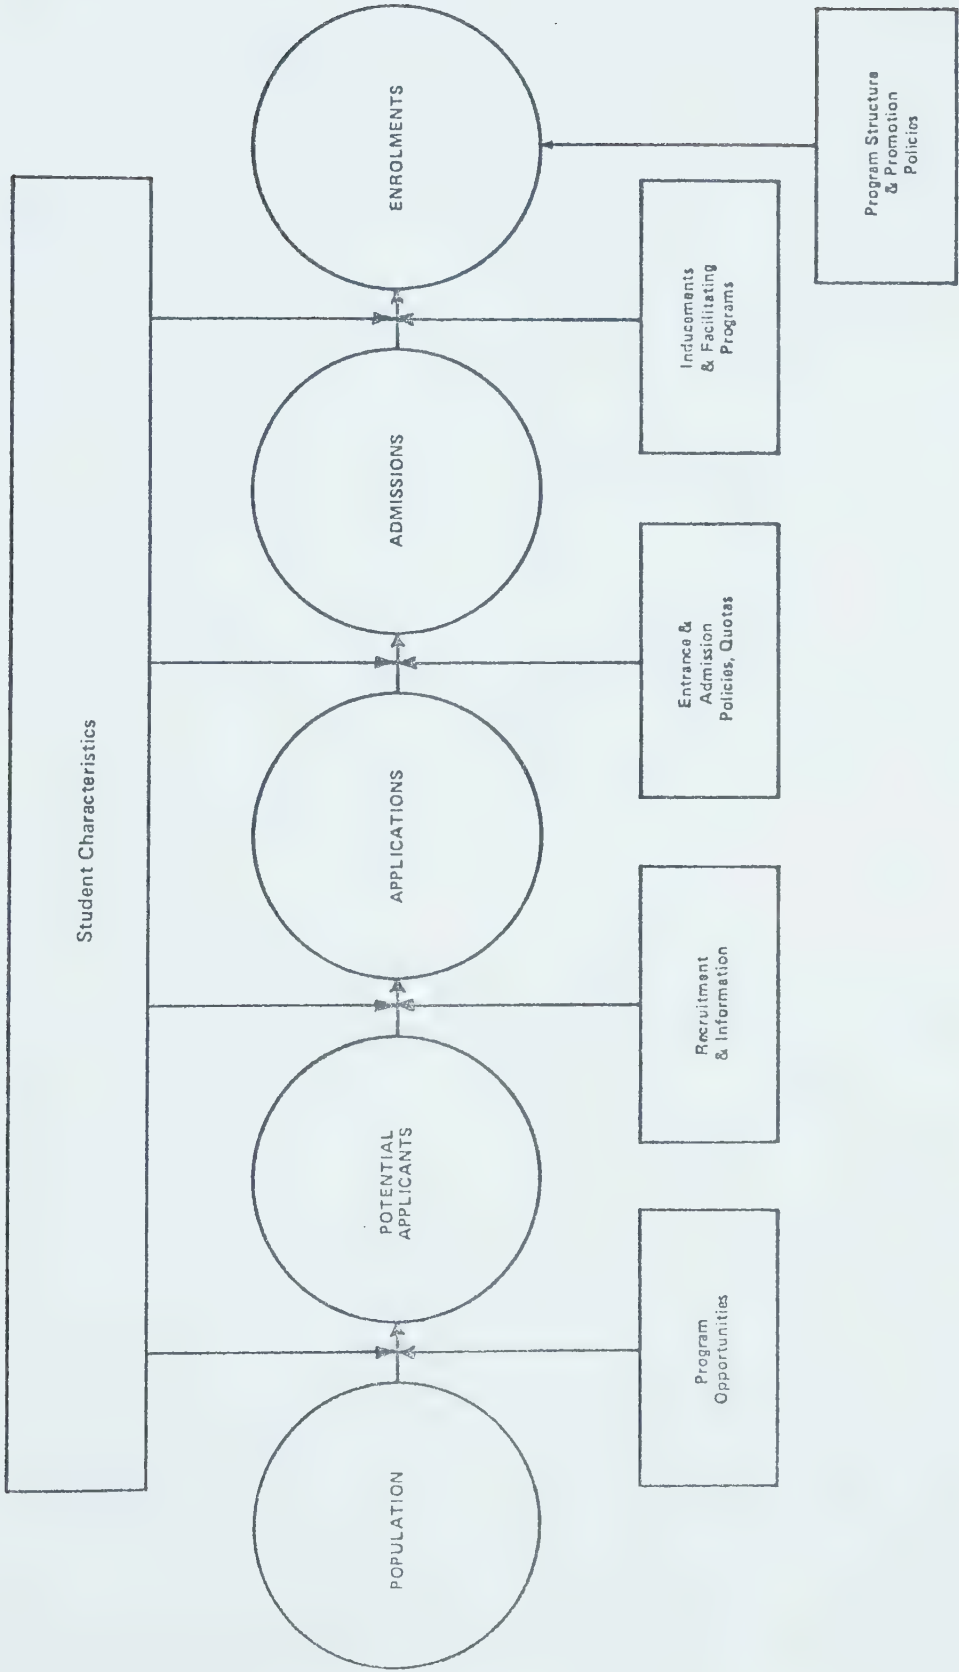 Student Characteristics
POPULATION
POTENTIAL
APPLICANTS
APPLICATIONS
ADMISSIONS
ENROLMENTS
Program
Opportunities
Recruitment
& Information
Entrance &
Admission
Policies, Quotas
Inducements
& Facilitating
Programs
Program Structure
& Promotion
Policies